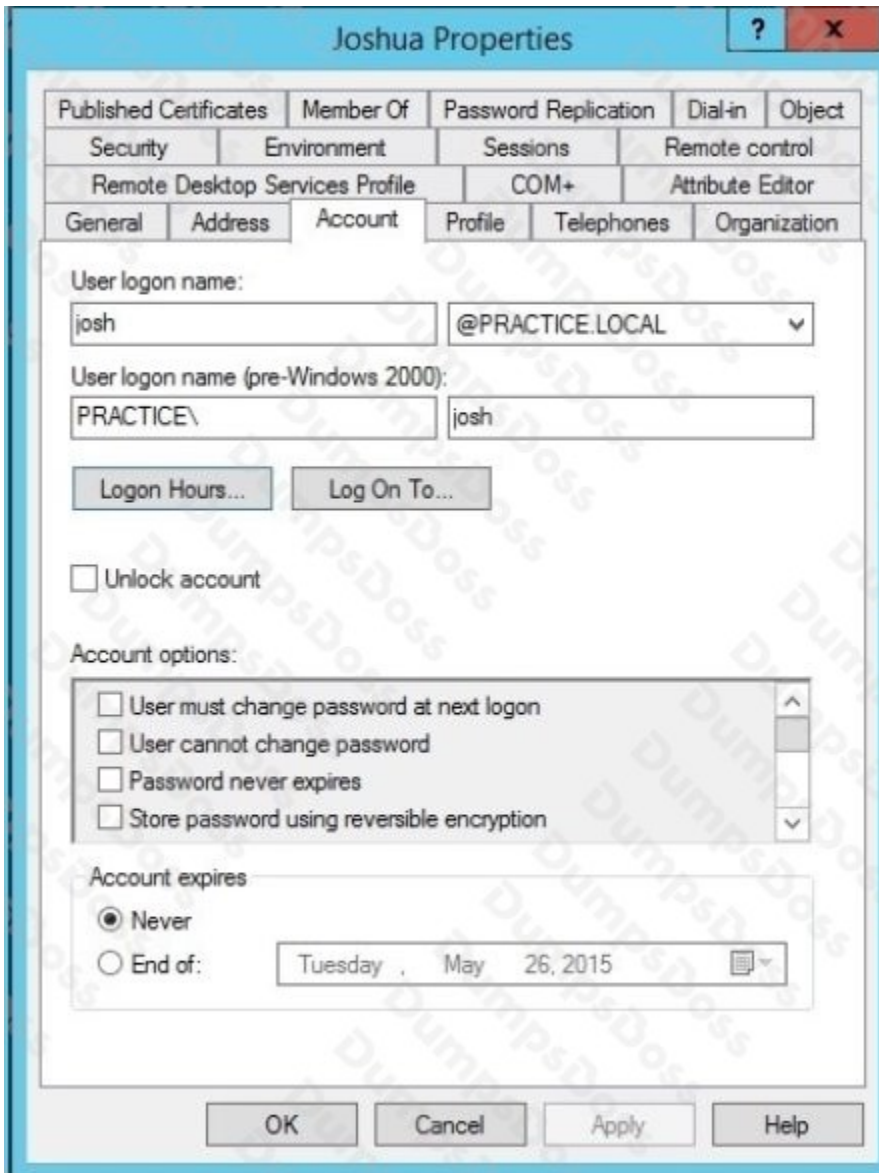 Joshua Properties
?
x
Published Certificates
Member Of
Password Replication
Dial-in
Object
Security
Environment
Sessions
Remote control
Remote Desktop Services Profile
COM+
Attribute Editor
General
Address
Account
Profile
Telephones
Organization
User logon name:
josh
@PRACTICE.LOCAL
User logon name (pre-Windows 2000):
PRACTICE\
josh
Logon Hours...
Log On To...
Unlock account
Account options:
User must change password at next logon
User cannot change password
Password never expires
Store password using reversible encryption
Account expires
Never
End of:
Tuesday , May 26, 2015
OK
Cancel
Apply
Help
DumpsDoss